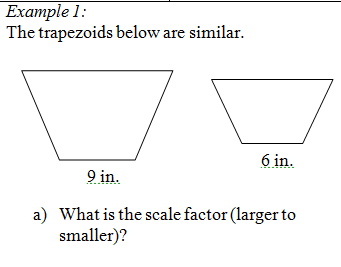 Example 1:
The trapezoids below are similar.
6 in.
9 in.
a) What is the scale factor (larger to
smaller)?